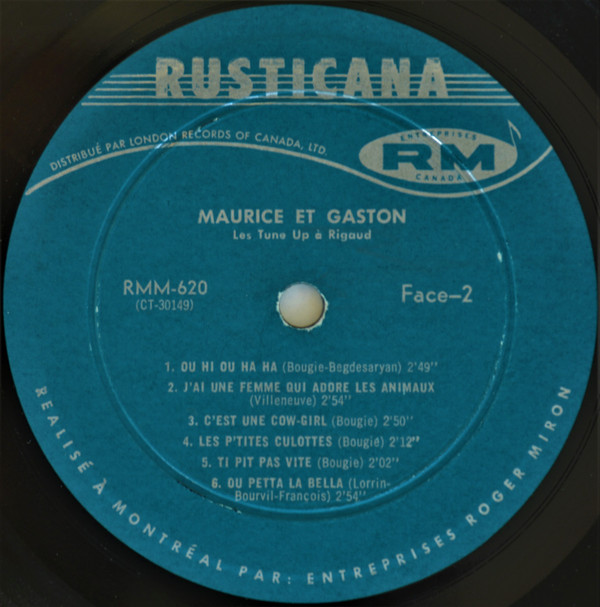 RUSTICANA
DISTRIBUÉ PAR LONDON RECORDS OF CANADA, LTD.
ENTREPRISES
RM
CANADA
MAURICE ET GASTON
Les Tune Up à Rigaud
RMM-620
(CT-30149)
Face-2
1. OU HI OU HA HA (Bougie-Begdesaryan) 2'49"
2. J'AI UNE FEMME QUI ADORE LES ANIMAUX
(Villeneuve) 2'54"
3. C'EST UNE COW-GIRL (Bougie) 2'50"
4. LES P'TITES CULOTTES (Bougie) 2'12"
5. TI PIT PAS VITE (Bougie) 2'02"
6. OU PETTA LA BELLA (Lorrin-
Bourvil-François) 2'54"
REALISÉ À MONTRÉAL PAR: ENTREPRISES ROGER MIRON